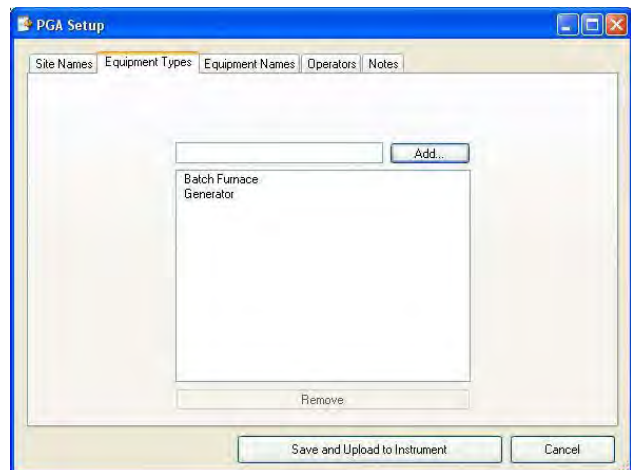 PGA Setup
Site Names Equipment Types Equipment Names Operators Notes
Add...
Batch Furnace
Generator
Remove
Save and Upload to Instrument Cancel